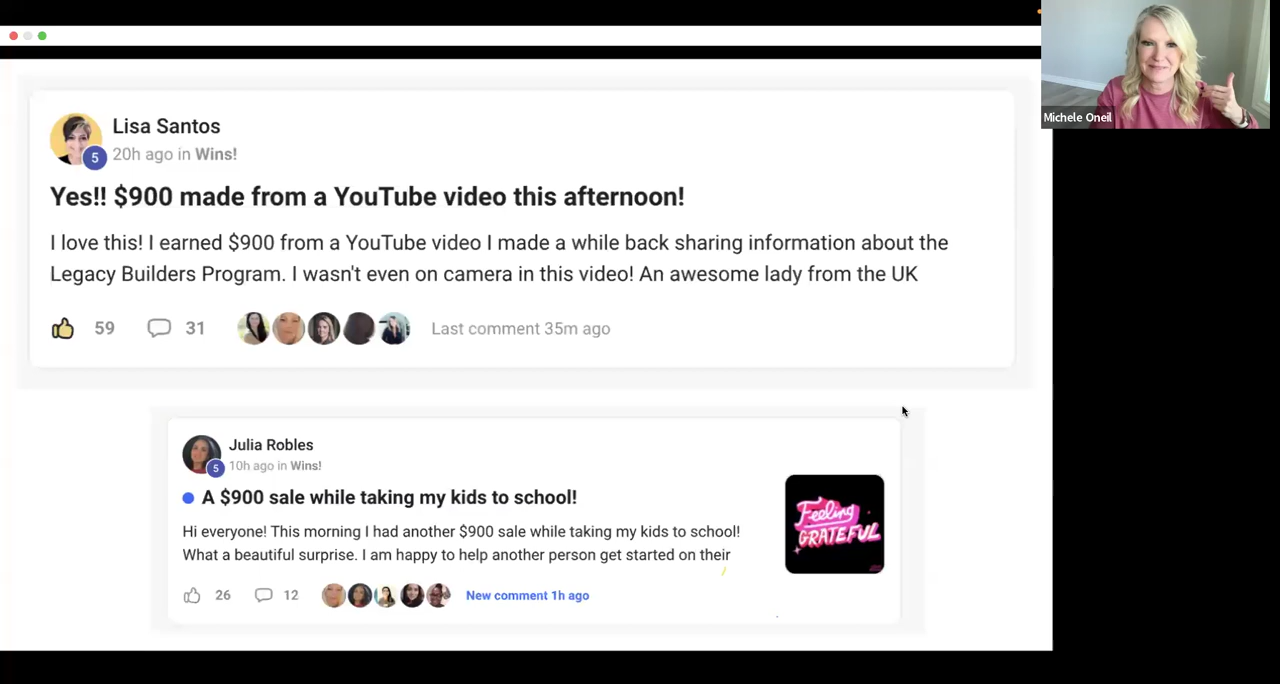 Michele Oneil
Lisa Santos
5
20h ago in Wins!
Yes!! $900 made from a YouTube video this afternoon!
I love this! I earned $900 from a YouTube video I made a while back sharing information about the
Legacy Builders Program. I wasn't even on camera in this video! An awesome lady from the UK
59 31 Last comment 35m ago
Julia Robles
5
10h ago in Wins!
A $900 sale while taking my kids to school!
Hi everyone! This morning I had another $900 sale while taking my kids to school!
What a beautiful surprise. I am happy to help another person get started on their
Feeling
GRATEFUL
26 12 New comment 1h ago